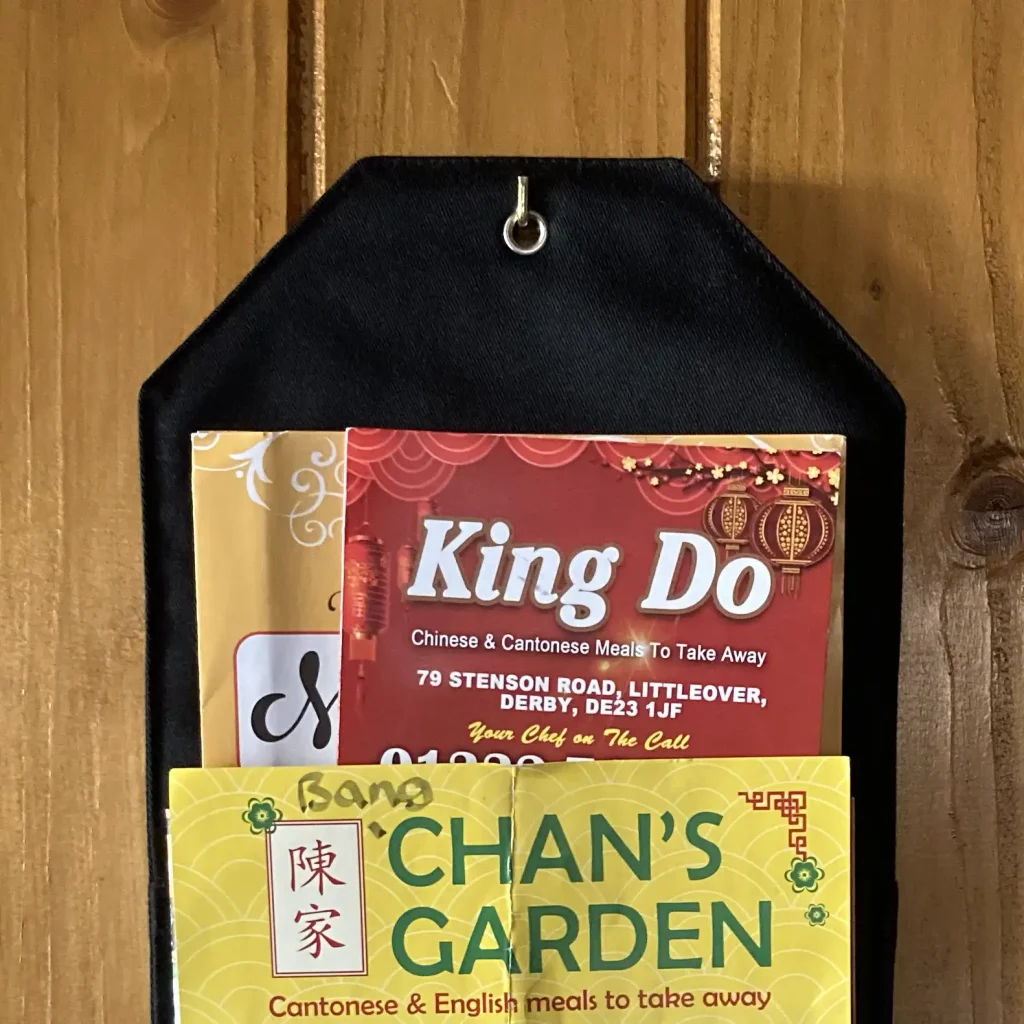 King Do
Chinese & Cantonese Meals To Take Away
79 STENSON ROAD, LITTLEOVER,
DERBY, DE23 1JF
Your Chef on The Call
Bang
陳家
CHAN'S
GARDEN
Cantonese & English meals to take away